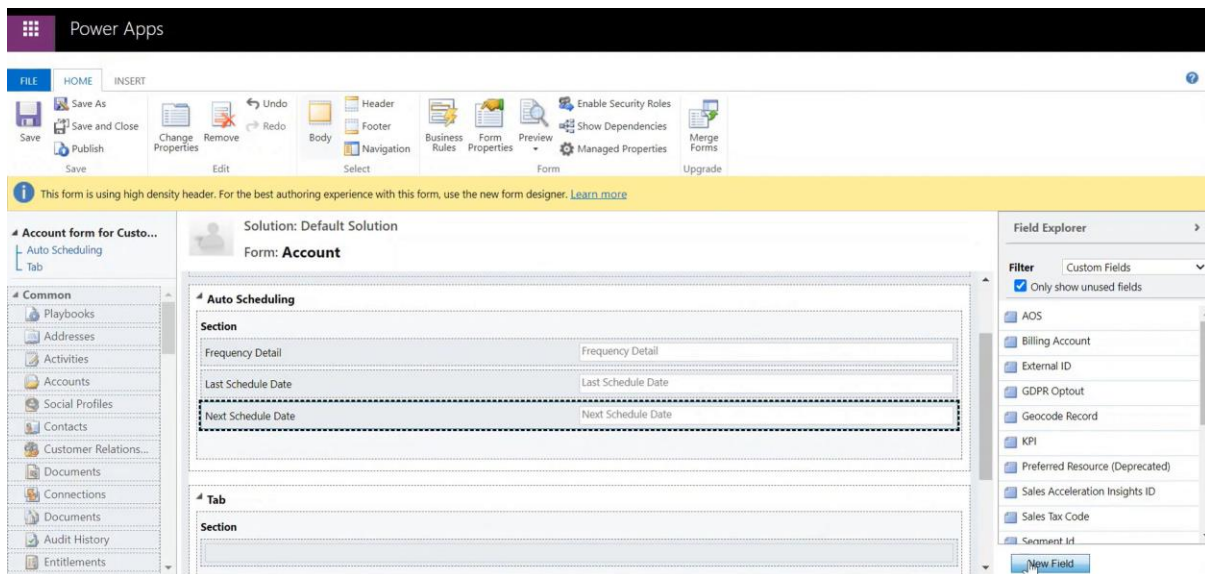 Power Apps
FILE HOME INSERT
Save
Save As
Save and Close
Publish
Save
Change Properties
Remove
Undo
Redo
Edit
Body
Header
Footer
Navigation
Select
Business Rules
Form Properties
Preview
Enable Security Roles
Show Dependencies
Managed Properties
Form
Merge Forms
Upgrade
This form is using high density header. For the best authoring experience with this form, use the new form designer. Learn more
Account form for Custo...
Auto Scheduling
Tab
Common
Playbooks
Addresses
Activities
Accounts
Social Profiles
Contacts
Customer Relations...
Documents
Connections
Documents
Audit History
Entitlements
Solution: Default Solution
Form: Account
Auto Scheduling
Section
Frequency Detail Frequency Detail
Last Schedule Date Last Schedule Date
Next Schedule Date Next Schedule Date
Tab
Section
Field Explorer
Filter Custom Fields
Only show unused fields
AOS
Billing Account
External ID
GDPR Optout
Geocode Record
KPI
Preferred Resource (Deprecated)
Sales Acceleration Insights ID
Sales Tax Code
Segment Id
New Field